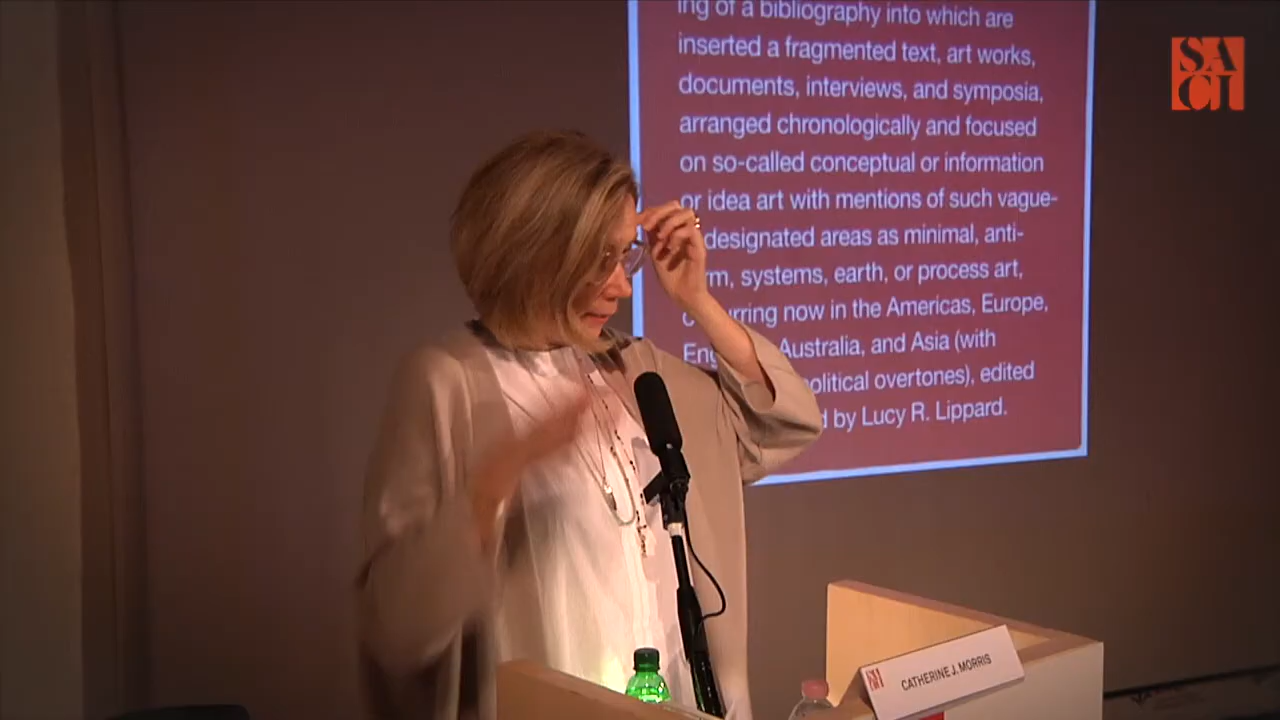 ing of a bibliography into which are
inserted a fragmented text, art works,
documents, interviews, and symposia,
arranged chronologically and focused
on so-called conceptual or information
or idea art with mentions of such vague-
designated areas as minimal, anti-
rm, systems, earth, or process art,
urring now in the Americas, Europe,
Australia, and Asia (with
olitical overtones), edited
by Lucy R. Lippard.
SA
CI
CATHERINE J. MORRIS